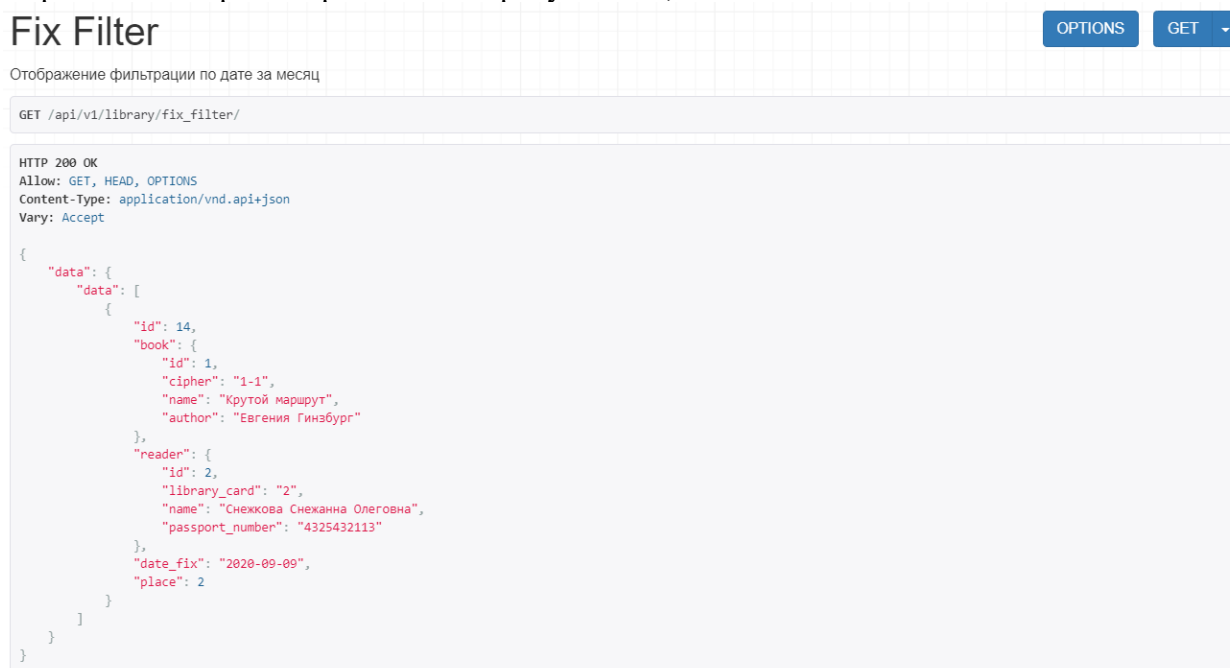 Fix Filter
OPTIONS
GET
Отображение фильтрации по дате за месяц
GET /api/v1/library/fix_filter/
HTTP 200 OK
Allow: GET, HEAD, OPTIONS
Content-Type: application/vnd.api+json
Vary: Accept
{
    "data": {
        "data": [
            {
                "id": 14,
                "book": {
                    "id": 1,
                    "cipher": "1-1",
                    "name": "Крутой маршрут",
                    "author": "Евгения Гинзбург"
                },
                "reader": {
                    "id": 2,
                    "library_card": "2",
                    "name": "Снежкова Снежанна Олеговна",
                    "passport_number": "4325432113"
                },
                "date_fix": "2020-09-09",
                "place": 2
            }
        ]
    }
}